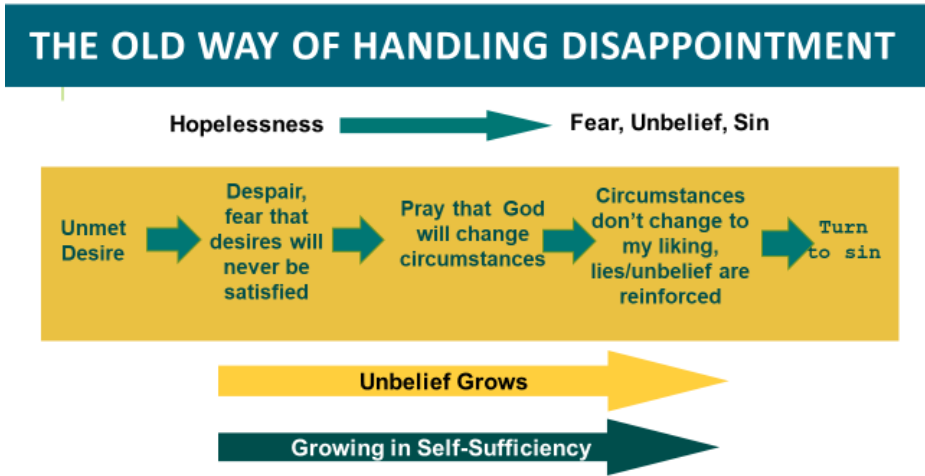 THE OLD WAY OF HANDLING DISAPPOINTMENT
Hopelessness
Fear, Unbelief, Sin
Unmet
Desire
Despair,
fear that
desires will
never be
satisfied
Pray that God
will change
circumstances
Circumstances
don't change to
my liking,
lies/unbelief are
reinforced
Turn
to sin
Unbelief Grows
Growing in Self-Sufficiency